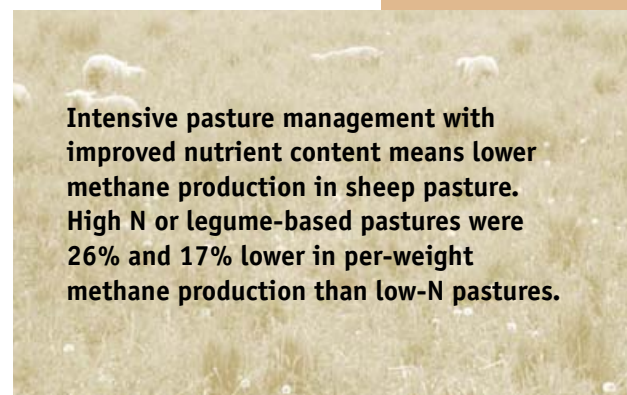 Intensive pasture management with
improved nutrient content means lower
methane production in sheep pasture.
High N or legume-based pastures were
26% and 17% lower in per-weight
methane production than low-N pastures.